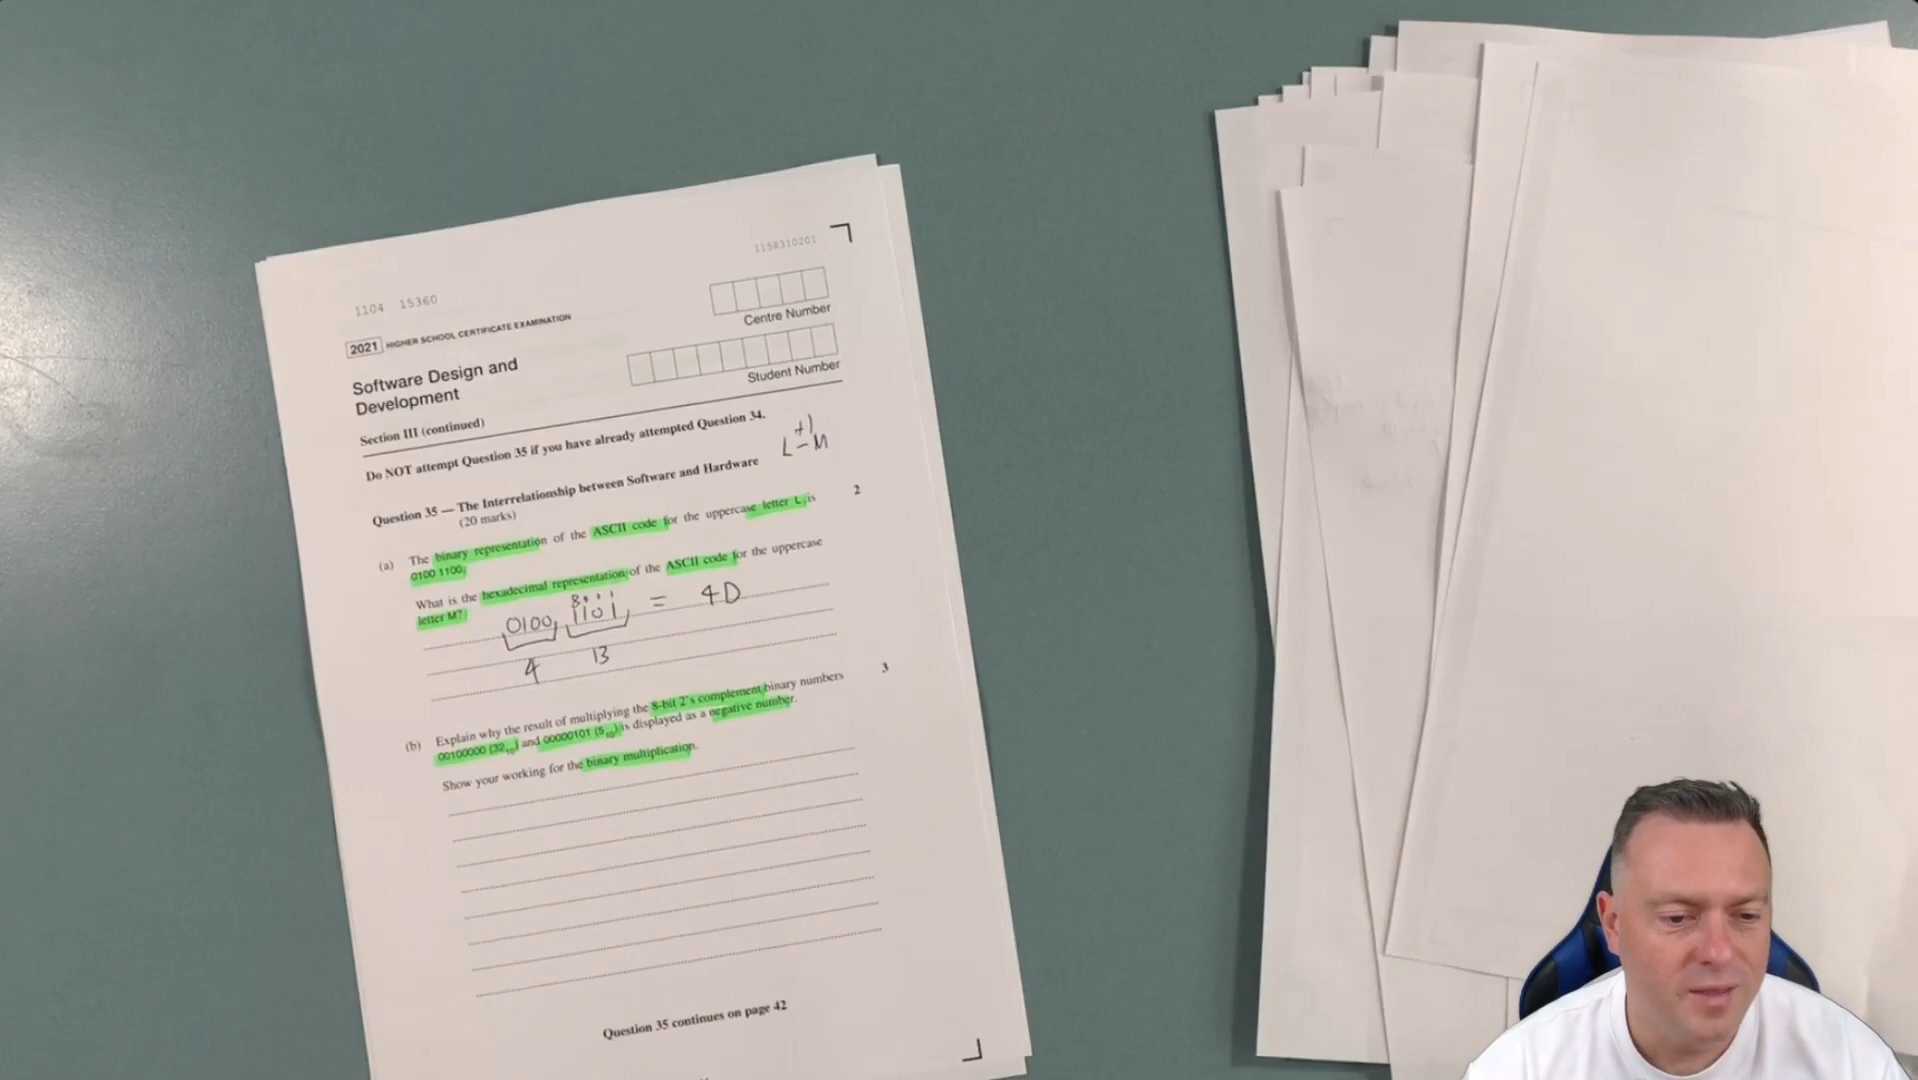 1158310201
1104 15360
2021 HIGHER SCHOOL CERTIFICATE EXAMINATION
Centre Number
Software Design and
Development
Student Number
Section III (continued)
Do NOT attempt Question 35 if you have already attempted Question 34.
+1
L – M
Question 35 — The Interrelationship between Software and Hardware
(20 marks)
(a) The binary representation of the ASCII code for the uppercase letter L is 2
0100 1100.
What is the hexadecimal representation of the ASCII code for the uppercase
letter M?
0100 1101 = 4D
4 13
(b) Explain why the result of multiplying the 8-bit 2's complement binary numbers 3
00100000 (32₁₀) and 00000101 (5₁₀) is displayed as a negative number.
Show your working for the binary multiplication.
Question 35 continues on page 42